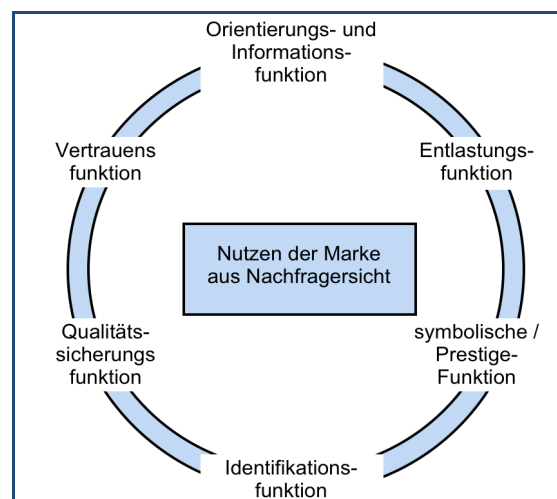 Orientierungs- und
Informations-
funktion
Vertrauens
funktion
Entlastungs-
funktion
Nutzen der Marke
aus Nachfragersicht
Qualitäts-
sicherungs
funktion
symbolische /
Prestige-
Funktion
Identifikations-
funktion